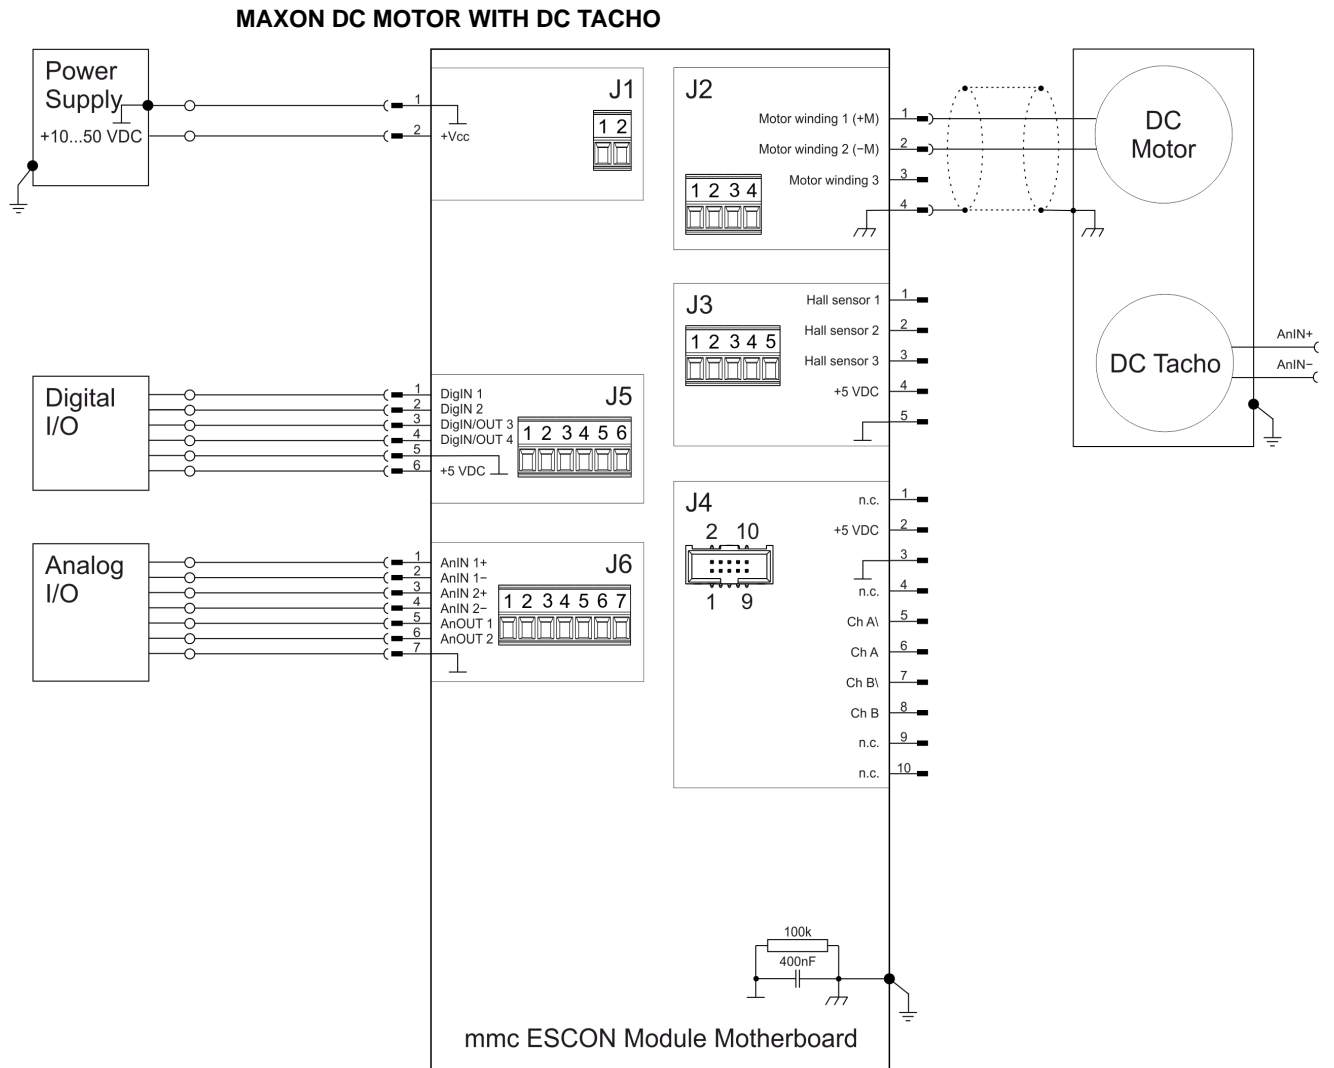 MAXON DC MOTOR WITH DC TACHO
Power
Supply
+10...50 VDC
1
2
+Vcc
J1
1 2
J2
Motor winding 1 (+M)
1
Motor winding 2 (−M)
2
Motor winding 3
3
4
1 2 3 4
DC
Motor
J3
1 2 3 4 5
Hall sensor 1
1
Hall sensor 2
2
Hall sensor 3
3
+5 VDC
4
5
DC Tacho
AnIN+
AnIN−
Digital
I/O
1
DigIN 1
2
DigIN 2
3
DigIN/OUT 3
4
DigIN/OUT 4
5
6
+5 VDC
J5
1 2 3 4 5 6
J4
2 10
1 9
n.c.
1
+5 VDC
2
3
n.c.
4
Ch A\
5
Ch A
6
Ch B\
7
Ch B
8
n.c.
9
n.c.
10
Analog
I/O
1
AnIN 1+
2
AnIN 1−
3
AnIN 2+
4
AnIN 2−
5
AnOUT 1
6
AnOUT 2
7
J6
1 2 3 4 5 6 7
100k
400nF
mmc ESCON Module Motherboard